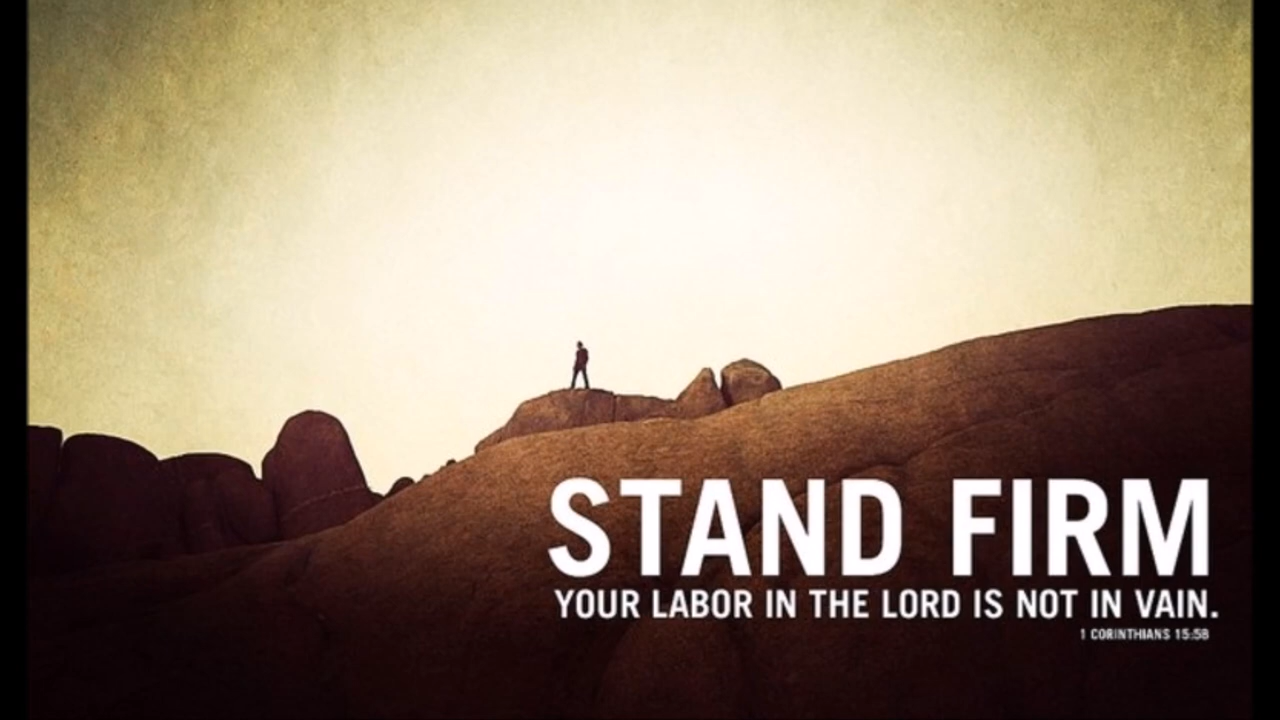 STAND FIRM
YOUR LABOR IN THE LORD IS NOT IN VAIN.
1 CORINTHIANS 15:58